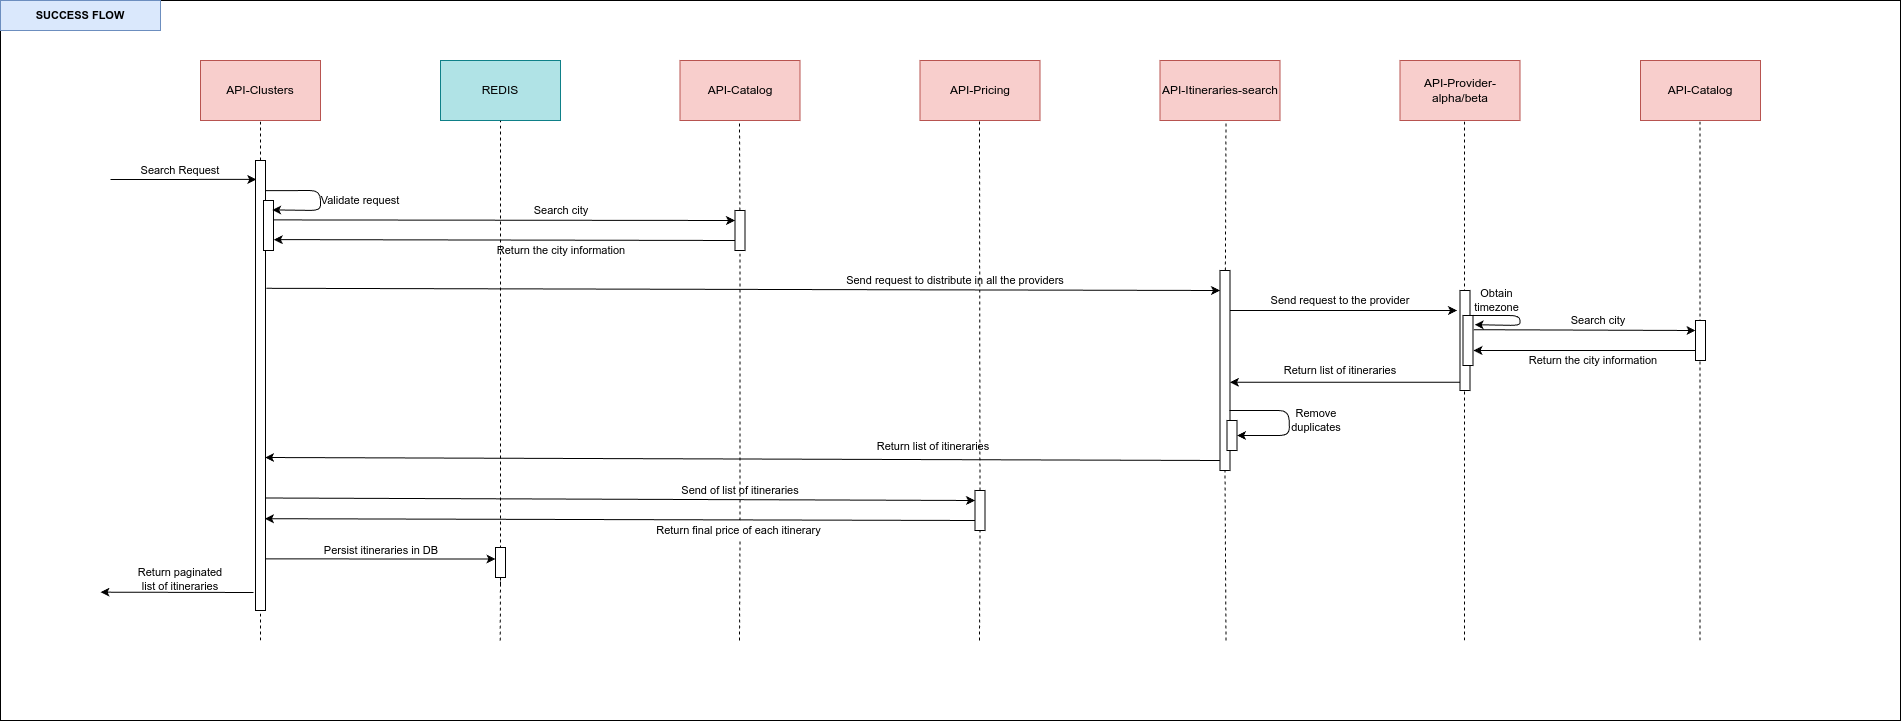 SUCCESS FLOW
API-Clusters
REDIS
API-Catalog
API-Pricing
API-Itineraries-search
API-Provider-
alpha/beta
API-Catalog
Search Request
Validate request
Search city
Return the city information
Send request to distribute in all the providers
Send request to the provider
Obtain
timezone
Search city
Return the city information
Return list of itineraries
Remove
duplicates
Return list of itineraries
Send of list of itineraries
Return final price of each itinerary
Persist itineraries in DB
Return paginated
list of itineraries